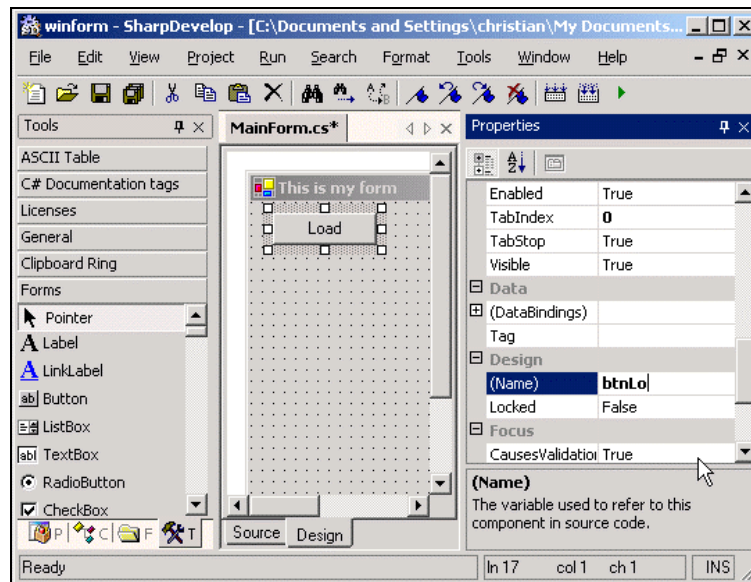 winform - SharpDevelop - [C:\Documents and Settings\christian\My Documents...
File Edit View Project Run Search Format Tools Window Help
Tools
MainForm.cs*
Properties
ASCII Table
C# Documentation tags
Licenses
General
Clipboard Ring
Forms
Pointer
A Label
A LinkLabel
ab Button
ListBox
abl TextBox
RadioButton
CheckBox
P C F T
This is my form
Load
Source Design
Enabled True
TabIndex 0
TabStop True
Visible True
Data
(DataBindings)
Tag
Design
(Name) btnLo
Locked False
Focus
CausesValidatio True
(Name)
The variable used to refer to this
component in source code.
Ready ln 17 col 1 ch 1 INS